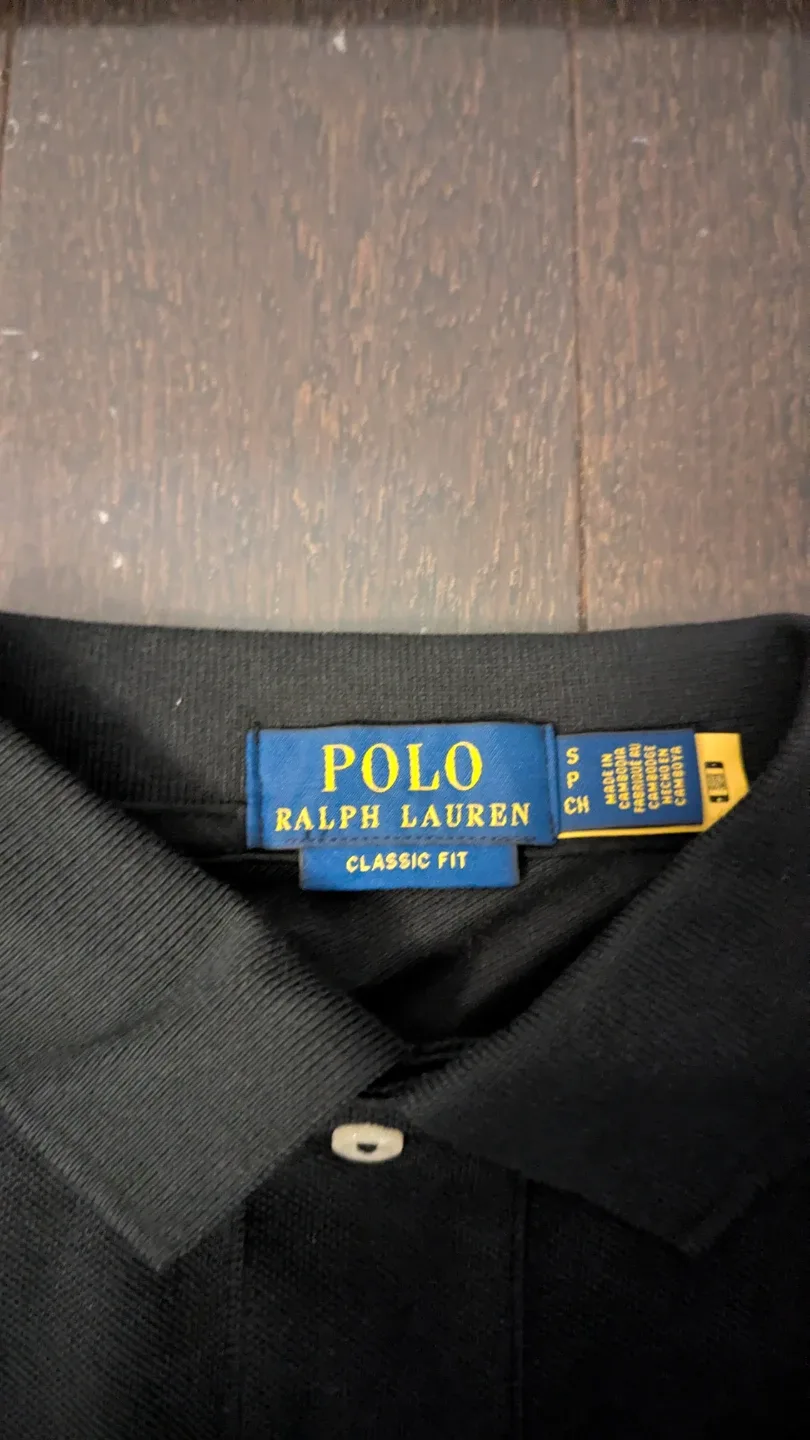 POLO
RALPH LAUREN
CLASSIC FIT
S
P
CH
MADE IN
CAMBODIA
FABRIQUÉ AU
CAMBODGE
HECHO EN
CAMBOYA